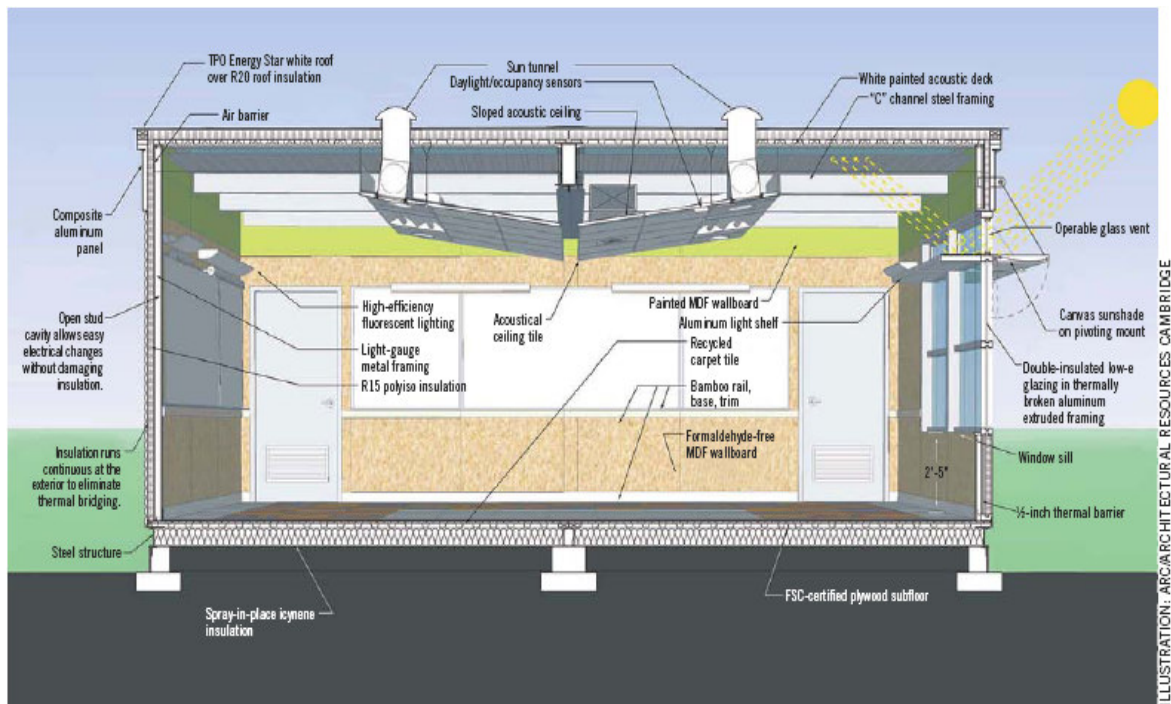 TPO Energy Star white roof
over R20 roof insulation
Sun tunnel
Daylight/occupancy sensors
White painted acoustic deck
"C" channel steel framing
Air barrier
Sloped acoustic ceiling
Composite
aluminum
panel
Operable glass vent
High-efficiency
fluorescent lighting
Acoustical
ceiling tile
Painted MDF wallboard
Aluminum light shelf
Canvas sunshade
on pivoting mount
Open stud
cavity allows easy
electrical changes
without damaging
insulation.
Light-gauge
metal framing
R15 polyiso insulation
Recycled
carpet tile
Bamboo rail,
base, trim
Double-insulated low-e
glazing in thermally
broken aluminum
extruded framing
Insulation runs
continuous at the
exterior to eliminate
thermal bridging.
Formaldehyde-free
MDF wallboard
Window sill
2'-5"
½-inch thermal barrier
Steel structure
Spray-in-place icynene
insulation
FSC-certified plywood subfloor
ILLUSTRATION: ARC/ARCHITECTURAL RESOURCES CAMBRIDGE